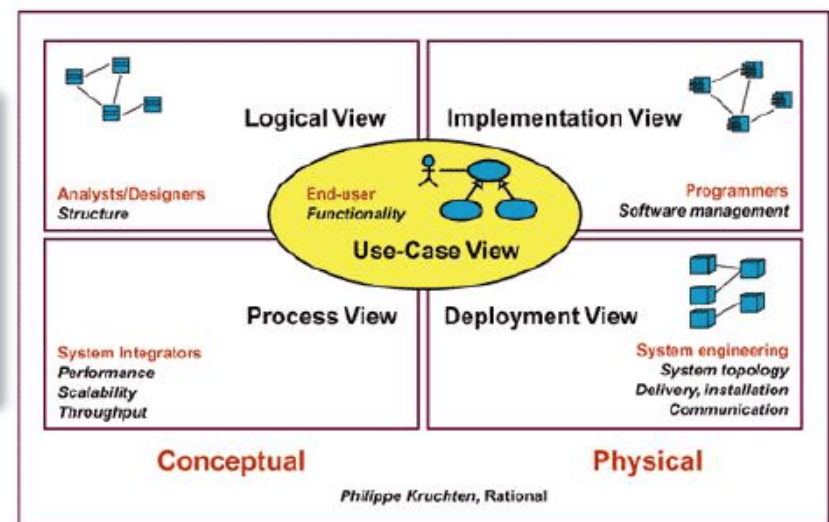 Logical View
Analysts/Designers
Structure
Implementation View
Programmers
Software management
End-user
Functionality
Use-Case View
Process View
System Integrators
Performance
Scalability
Throughput
Deployment View
System engineering
System topology
Delivery, installation
Communication
Conceptual
Physical
Philippe Kruchten, Rational